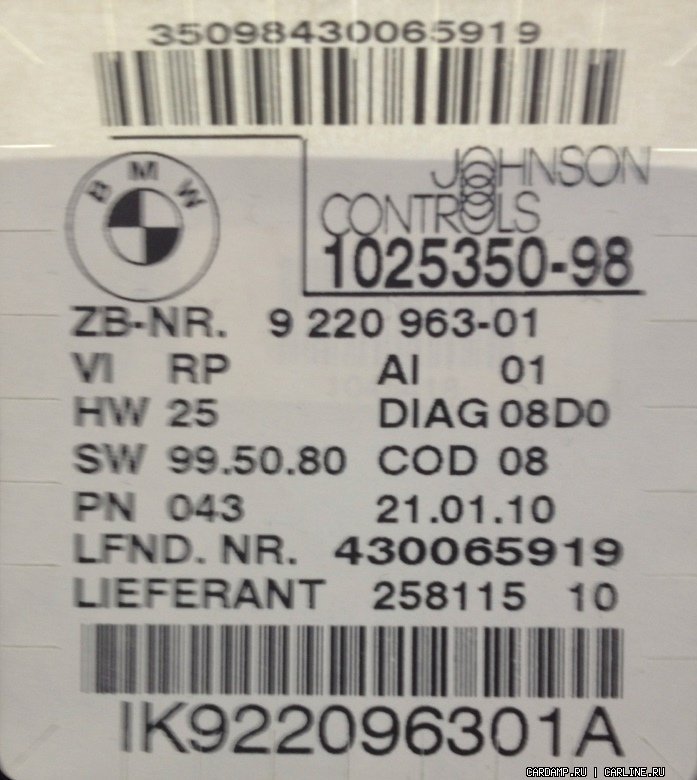 35098430065919
BMW
JOHNSON
CONTROLS
1025350-98
ZB-NR. 9 220 963-01
VI RP AI 01
HW 25 DIAG 08D0
SW 99.50.80 COD 08
PN 043 21.01.10
LFND. NR. 430065919
LIEFERANT 258115 10
IK922096301A
CARDAMP.RU | CARLINE.RU